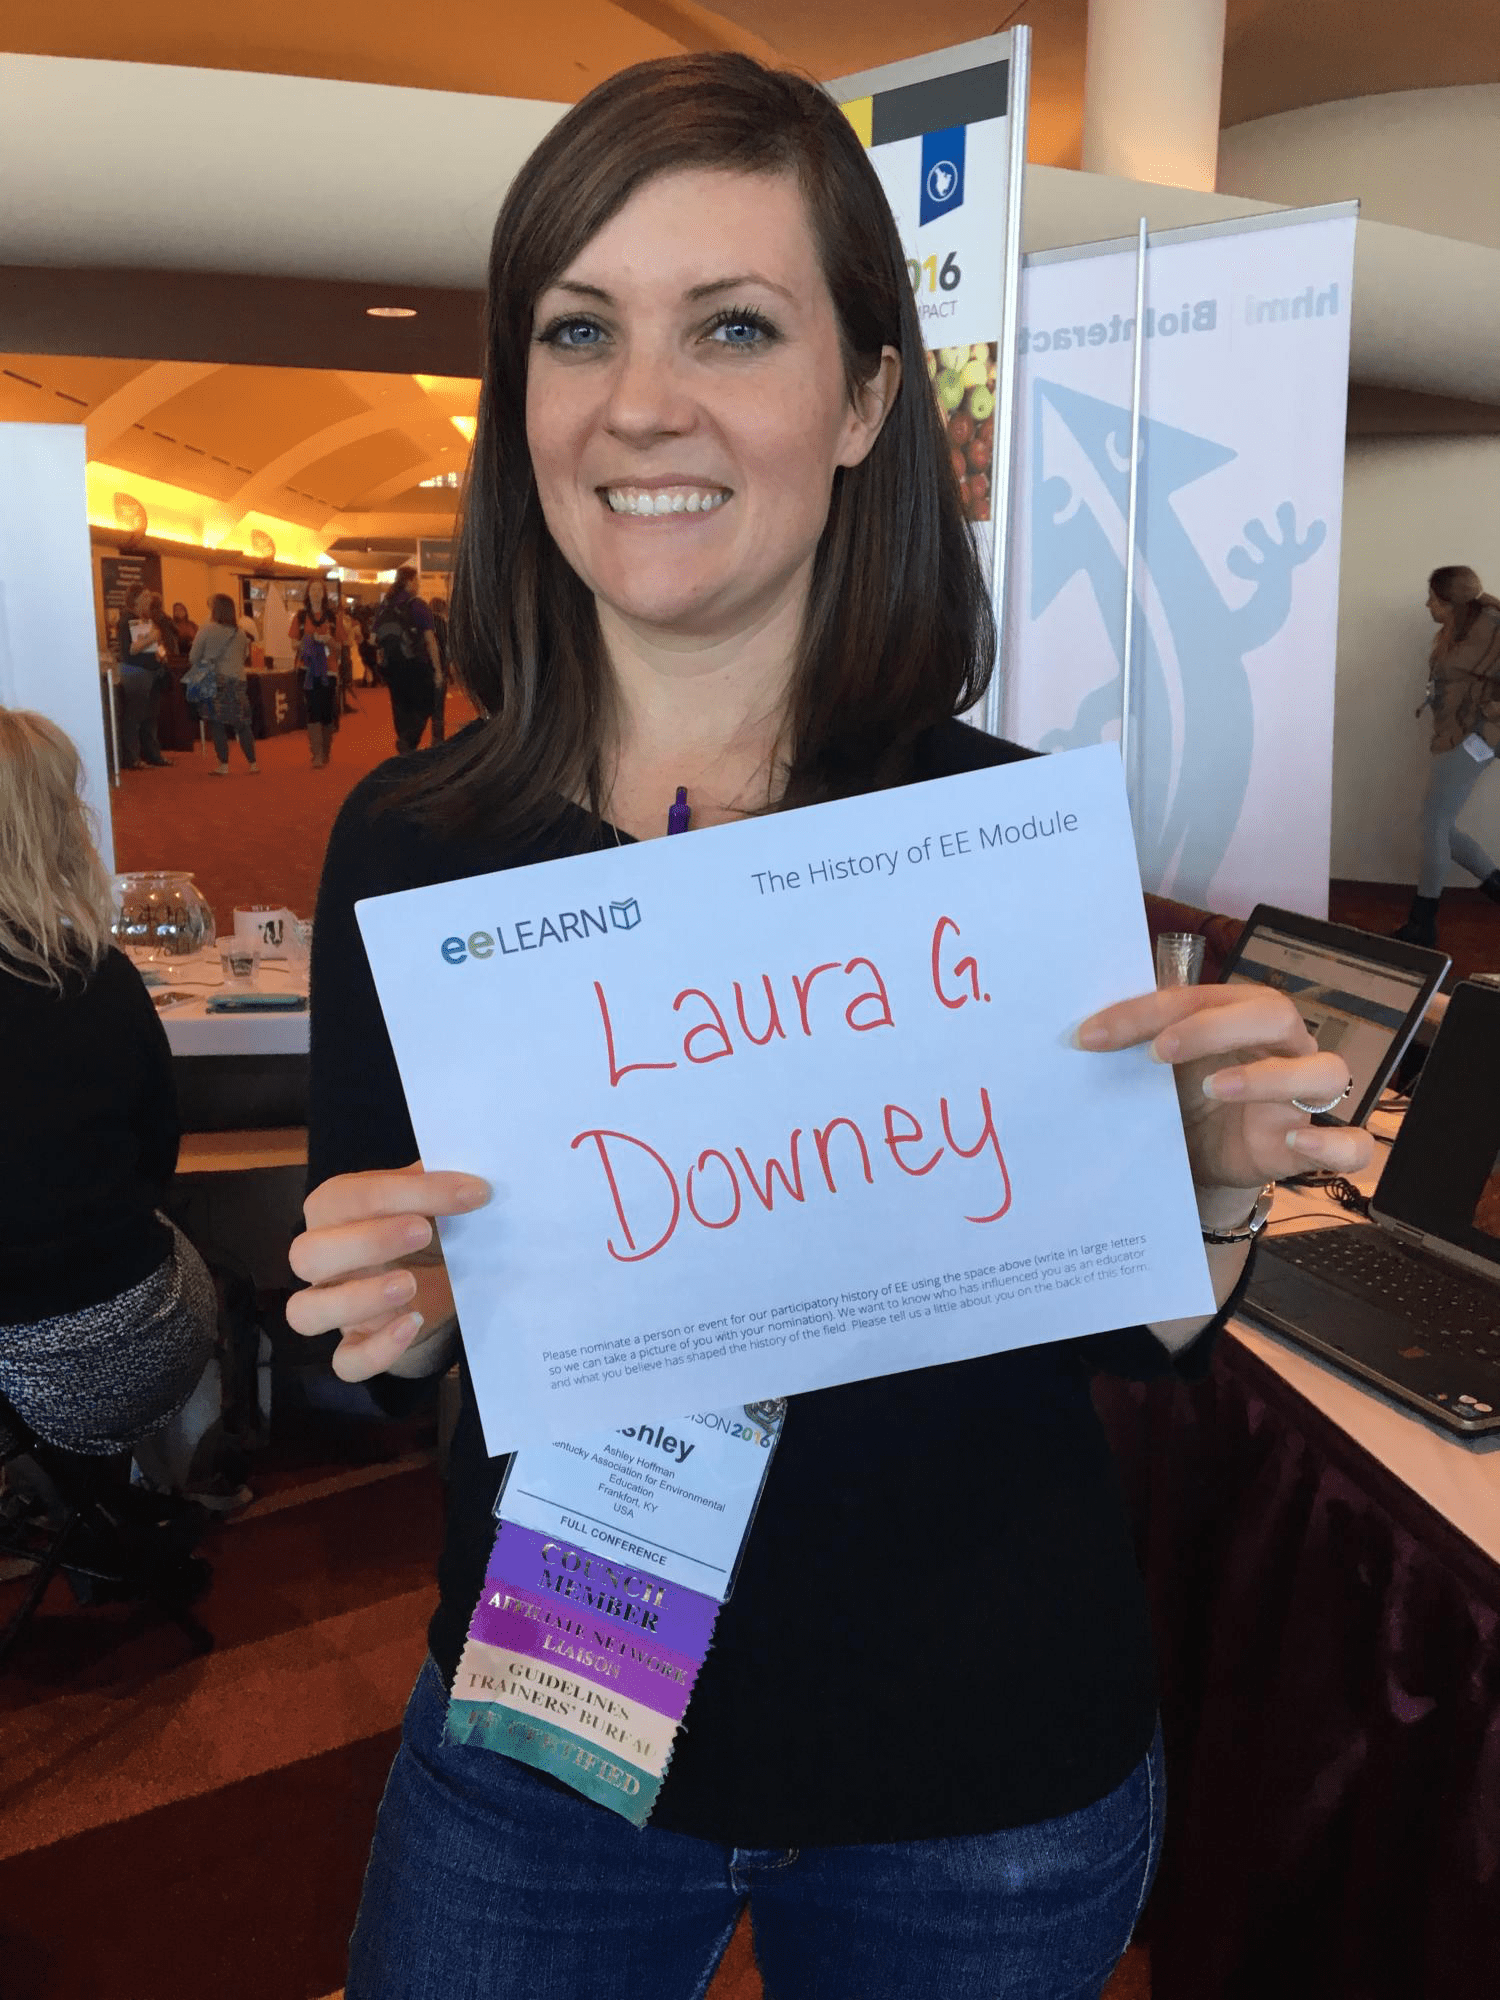 2016
hhmi BioInteract
The History of EE Module
eeLEARN
Laura G.
Downey
Please nominate a person or event for our participatory history of EE using the space above (write in large letters
so we can take a picture of you with your nomination). We want to know who has influenced you as an educator
and what you believe has shaped the history of the field. Please tell us a little about you on the back of this form.
2016
Ashley Hoffman
Association for Environmental
Education
Frankfort, KY
USA
FULL CONFERENCE
COUNCIL
MEMBER
AFFILIATE NETWORK
LIAISON
GUIDELINES
TRAINERS' BUREAU
CERTIFIED